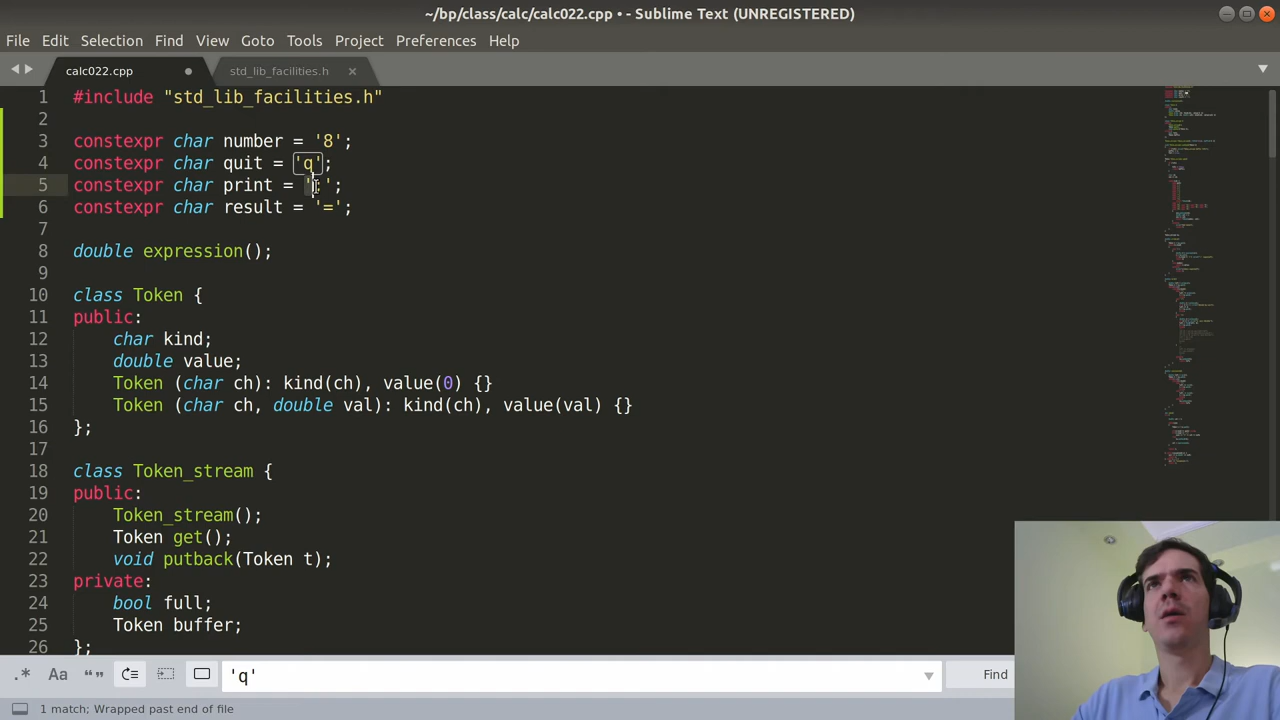 ~/bp/class/calc/calc022.cpp • - Sublime Text (UNREGISTERED)
File Edit Selection Find View Goto Tools Project Preferences Help
calc022.cpp std_lib_facilities.h
1 #include "std_lib_facilities.h"
2
3 constexpr char number = '8';
4 constexpr char quit = 'q';
5 constexpr char print = ' ';
6 constexpr char result = '=';
7
8 double expression();
9
10 class Token {
11 public:
12 char kind;
13 double value;
14 Token (char ch): kind(ch), value(0) {}
15 Token (char ch, double val): kind(ch), value(val) {}
16 };
17
18 class Token_stream {
19 public:
20 Token_stream();
21 Token get();
22 void putback(Token t);
23 private:
24 bool full;
25 Token buffer;
26 };
.* Aa “” 'q' Find
1 match; Wrapped past end of file